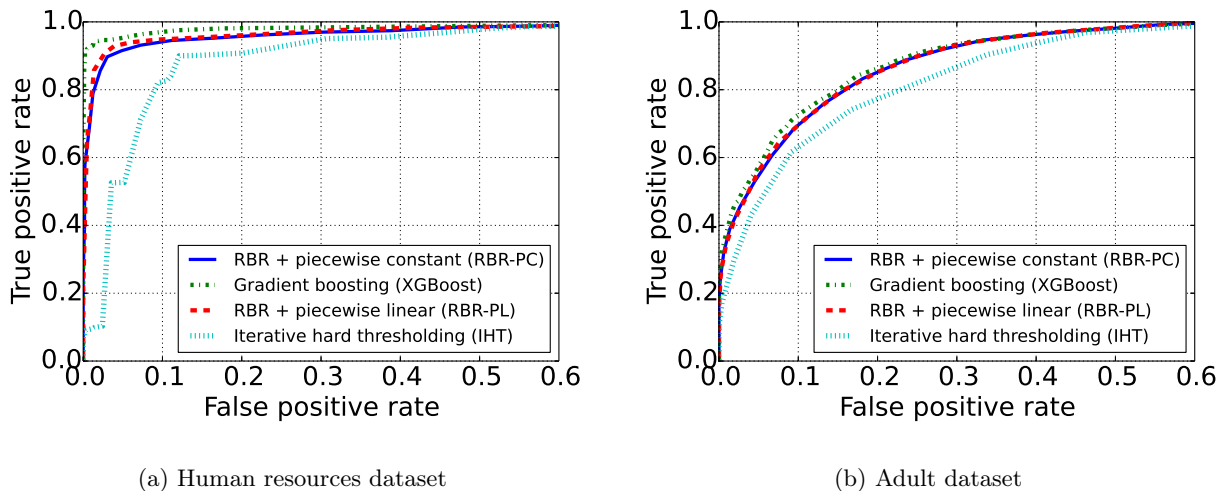 1.0
0.8
0.6
0.4
0.2
0.0
True positive rate
RBR + piecewise constant (RBR-PC)
Gradient boosting (XGBoost)
RBR + piecewise linear (RBR-PL)
Iterative hard thresholding (IHT)
0.0 0.1 0.2 0.3 0.4 0.5 0.6
False positive rate
(a) Human resources dataset
1.0
0.8
0.6
0.4
0.2
0.0
True positive rate
RBR + piecewise constant (RBR-PC)
Gradient boosting (XGBoost)
RBR + piecewise linear (RBR-PL)
Iterative hard thresholding (IHT)
0.0 0.1 0.2 0.3 0.4 0.5 0.6
False positive rate
(b) Adult dataset